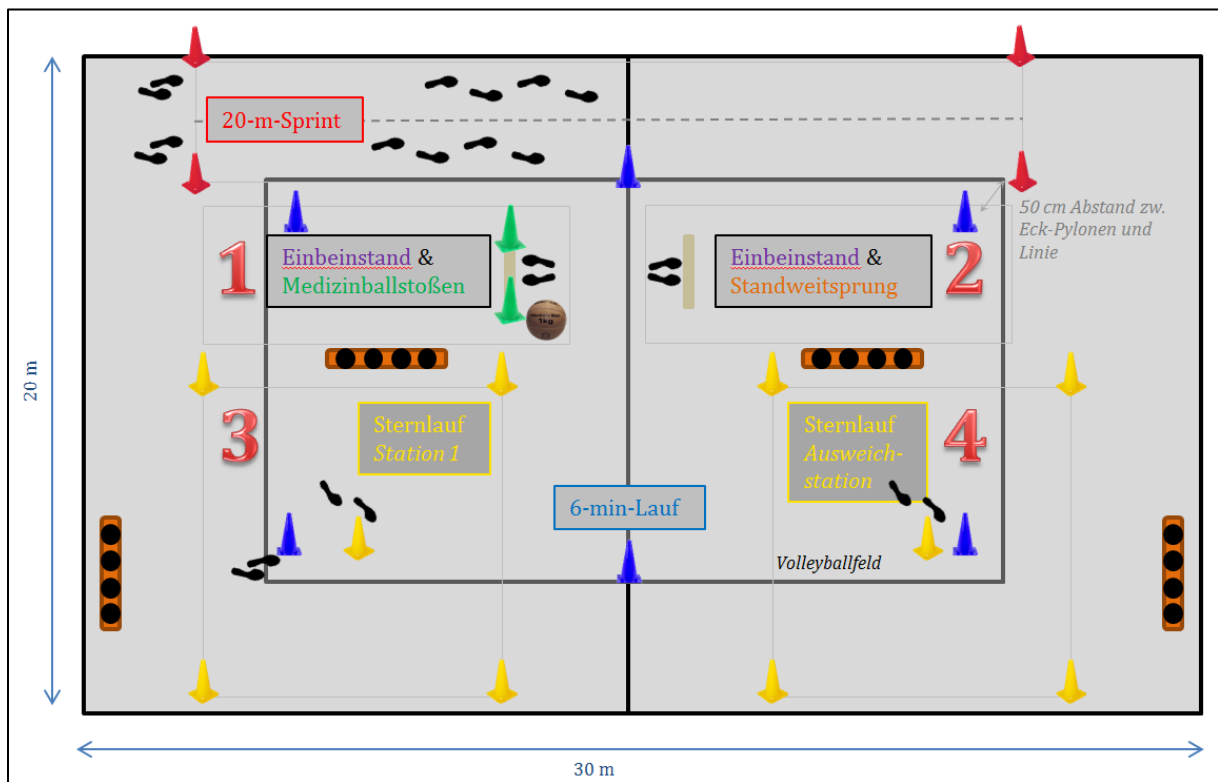 20-m-Sprint
50 cm Abstand zw.
Eck-Pylonen und
Linie
1
Einbeinstand &
Medizinballstoßen
1kg
Einbeinstand &
Standweitsprung
2
20 m
3
Sternlauf
Station 1
Sternlauf
Ausweich-
station
4
6-min-Lauf
Volleyballfeld
30 m